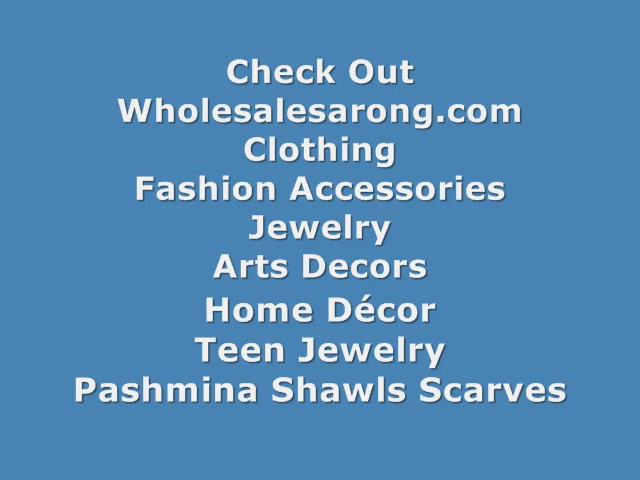 Check Out
Wholesalesarong.com
Clothing
Fashion Accessories
Jewelry
Arts Decors
Home Décor
Teen Jewelry
Pashmina Shawls Scarves